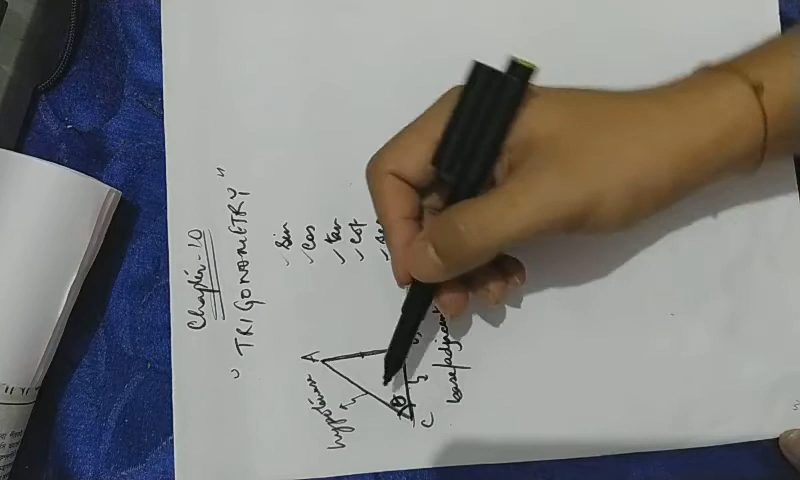 Chapter-10
" TRIGONOMETRY "
sin
cos
tan
cot
A
hypotenuse
θ
C
base/adjacent